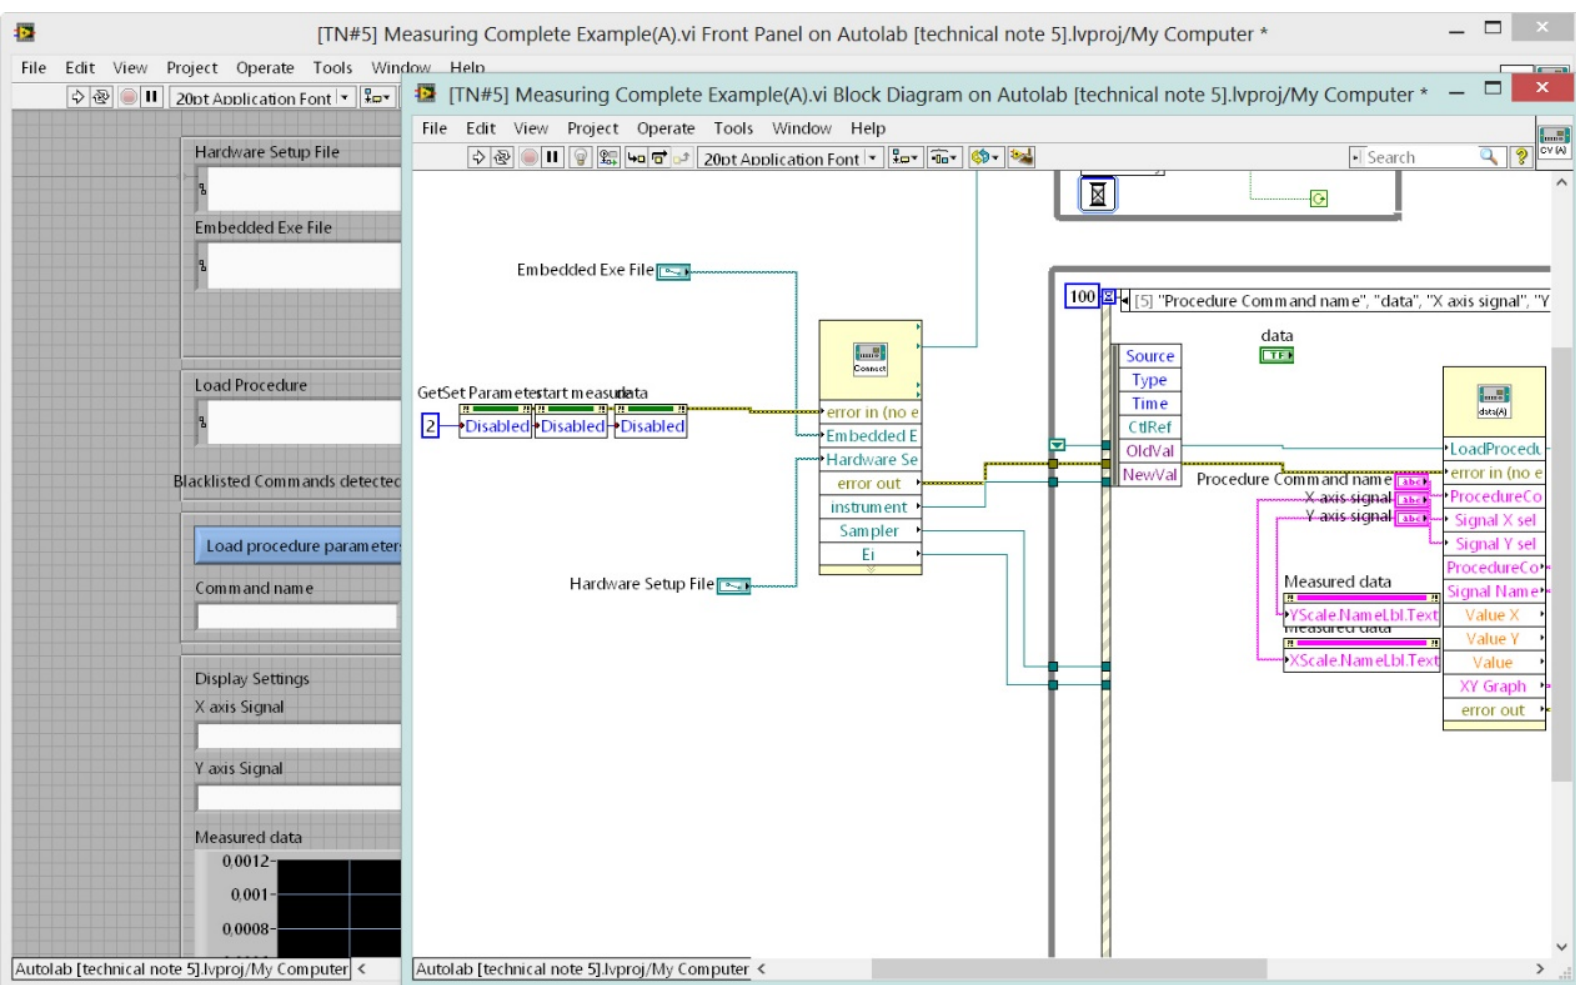 [TN#5] Measuring Complete Example(A).vi Front Panel on Autolab [technical note 5].lvproj/My Computer *
File Edit View Project Operate Tools Window Help
20pt Application Font
Hardware Setup File
Embedded Exe File
Load Procedure
Blacklisted Commands detected
Load procedure parameters
Command name
Display Settings
X axis Signal
Y axis Signal
Measured data
0,0012
0,001
0,0008
Autolab [technical note 5].lvproj/My Computer
[TN#5] Measuring Complete Example(A).vi Block Diagram on Autolab [technical note 5].lvproj/My Computer *
File Edit View Project Operate Tools Window Help
20pt Application Font
Search
CV (A)
Embedded Exe File
Connect
GetSet Parameter start measure data
2
Disabled Disabled Disabled
error in (no e
Embedded E
Hardware Se
error out
instrument
Sampler
Ei
Hardware Setup File
100
[5] "Procedure Command name", "data", "X axis signal", "Y
data
TF
Source
Type
Time
CtlRef
OldVal
NewVal
Procedure Command name abc
X axis signal abc
Y axis signal abc
Measured data
YScale.NameLbl.Text
Measured data
XScale.NameLbl.Text
data(A)
LoadProcedu
error in (no e
ProcedureCo
Signal X sel
Signal Y sel
ProcedureCo
Signal Name
Value X
Value Y
Value
XY Graph
error out
Autolab [technical note 5].lvproj/My Computer